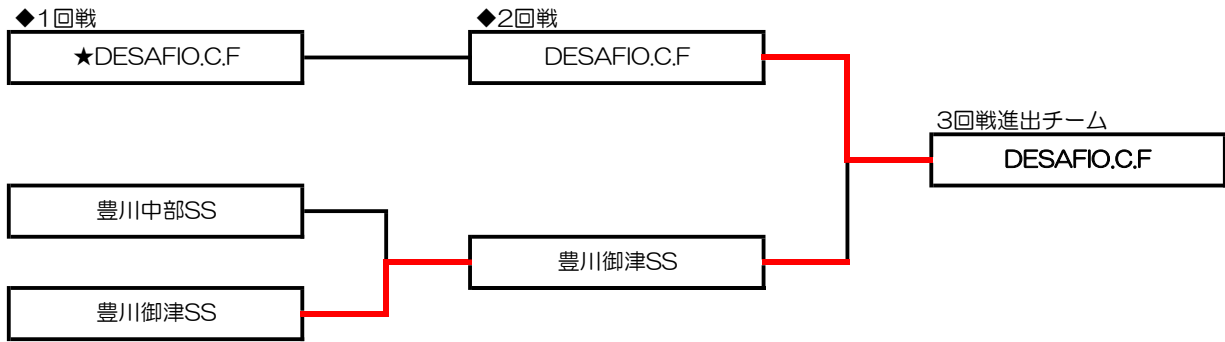 ◆1回戦
◆2回戦
★DESAFIO.C.F
DESAFIO.C.F
3回戦進出チーム
DESAFIO.C.F
豊川中部SS
豊川御津SS
豊川御津SS